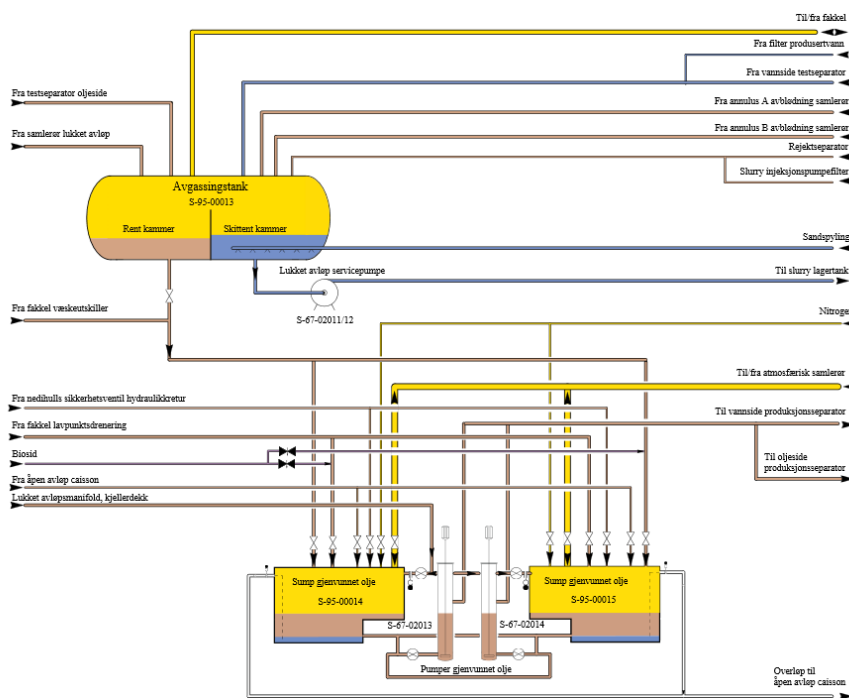 Til/fra fakkel
Fra filter produsertvann
Fra vannside testseparator
Fra testseparator oljeside
Fra annulus A avblødning samlerør
Fra annulus B avblødning samlerør
Fra samlerør lukket avløp
Rejektseparator
Slurry injeksjonspumpefilter
Avgassingstank
S-95-00013
Rent kammer
Skittent kammer
Sandspyling
Lukket avløp servicepumpe
Til slurry lagertank
S-67-02011/12
Fra fakkel væskeutskiller
Nitroge
Til/fra atmosfærisk samlerør
Fra nedihulls sikkerhetsventil hydraulikkretur
Til vannside produksjonsseparator
Fra fakkel lavpunktsdrenering
Biosid
Til oljeside
produksjonsseparator
Fra åpen avløp caisson
Lukket avløpsmanifold, kjellerdekk
Sump gjenvunnet olje
S-95-00014
Sump gjenvunnet olje
S-95-00015
S-67-02013
S-67-02014
Pumper gjenvunnet olje
Overløp til
åpen avløp caisson